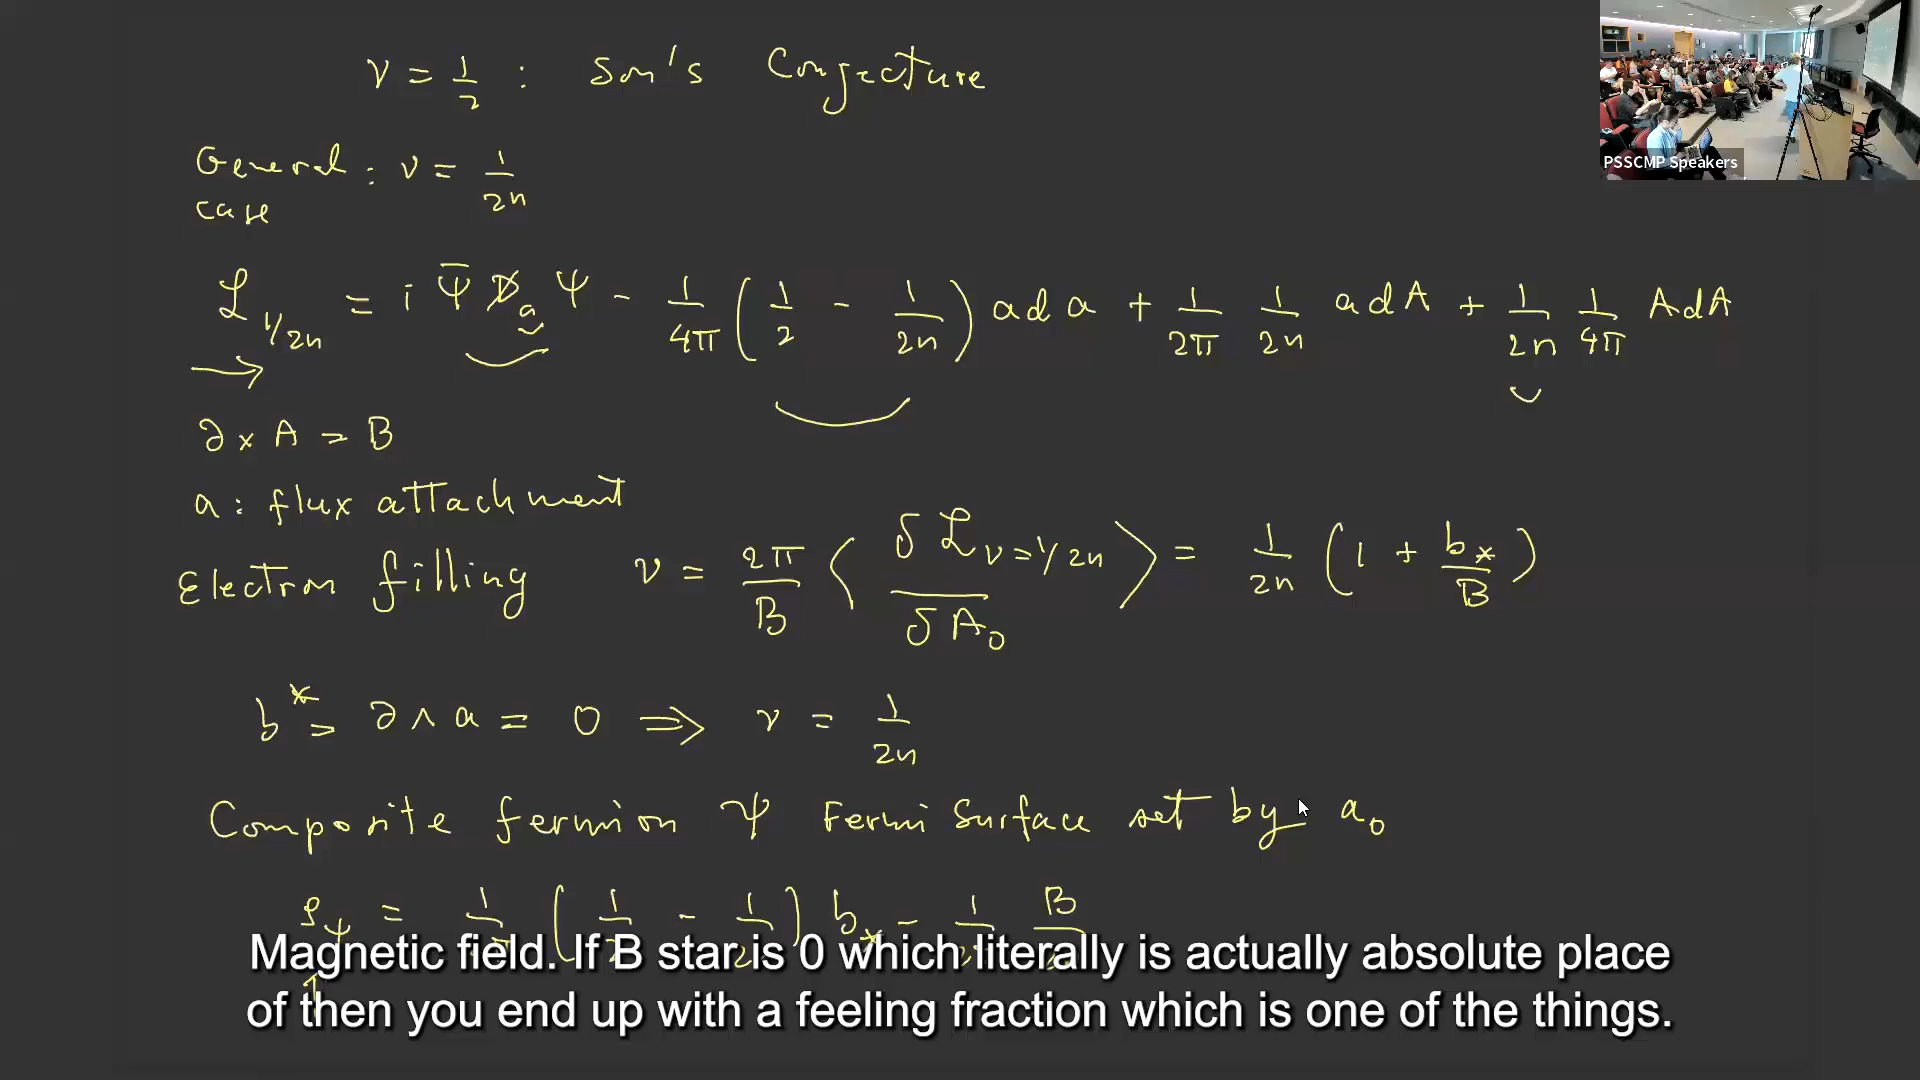 ν = 1/2 : Son's Conjecture
General : ν = 1/2n
case
ℒ_{1/2n} = i Ψ̄ D̸_a Ψ - 1/4π (1/2 - 1/2n) a d a + 1/2π 1/2n a d A + 1/2n 1/4π A d A
∂ × A = B
a : flux attachment
Electron filling ν = 2π/B ⟨ δℒ_{ν=1/2n} / δA_0 ⟩ = 1/2n (1 + b_*/B)
b^* = ∂ ∧ a = 0 ⟹ ν = 1/2n
Composite fermion Ψ Fermi Surface set by a_0
PSSCMP Speakers
Magnetic field. If B star is 0 which literally is actually absolute place
of then you end up with a feeling fraction which is one of the things.